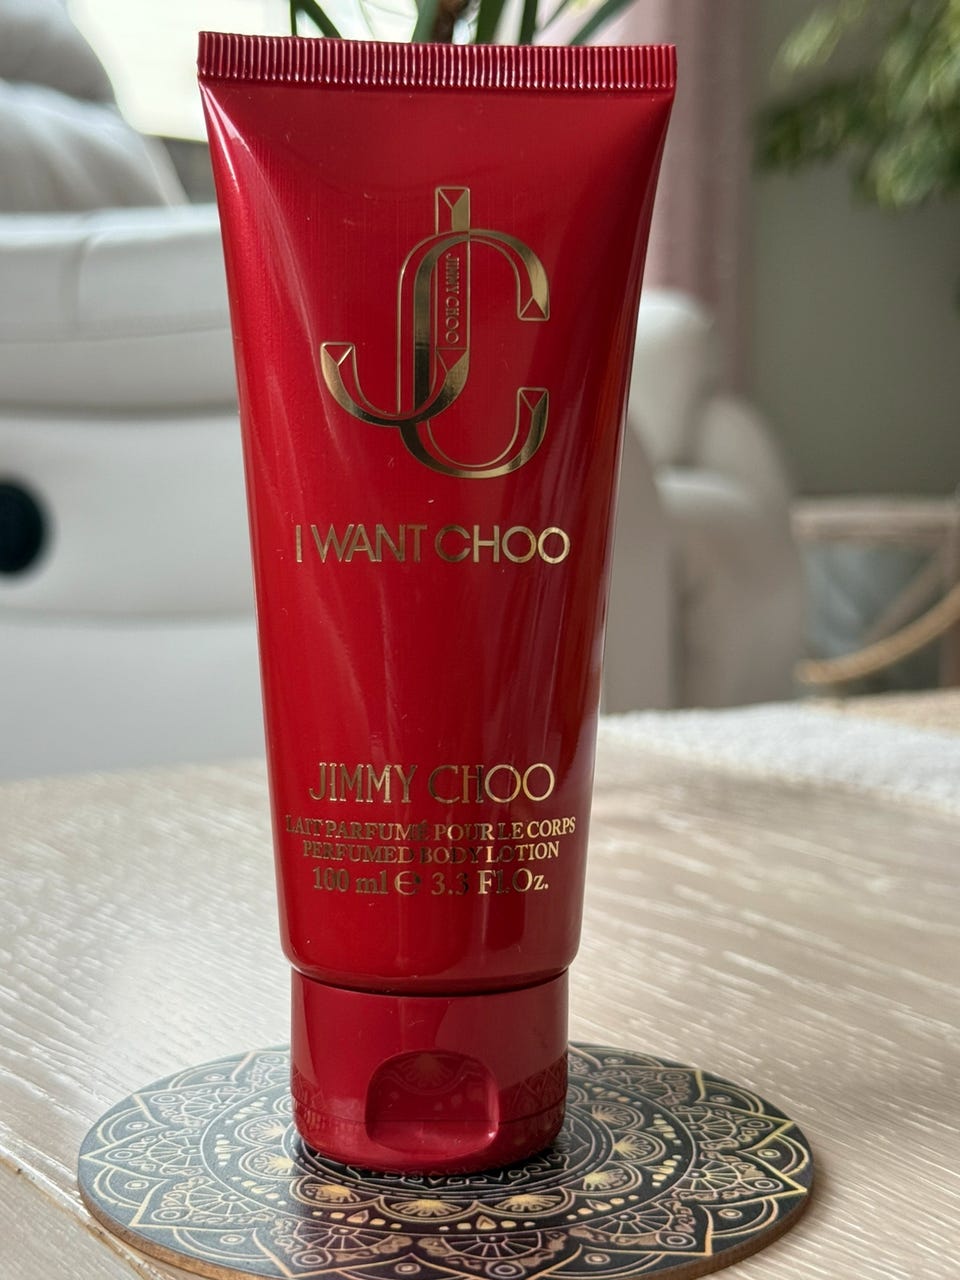 JC
JIMMY CHOO
I WANT CHOO
JIMMY CHOO
LAIT PARFUMÉ POUR LE CORPS
PERFUMED BODY LOTION
100 ml ℮ 3.3 Fl.Oz.